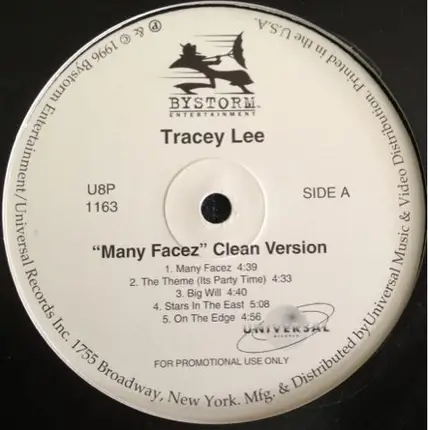 BYSTORM™
ENTERTAINMENT
Tracey Lee
U8P
1163
SIDE A
“Many Facez” Clean Version
1. Many Facez 4:39
2. The Theme (Its Party Time) 4:33
3. Big Will 4:40
4. Stars In The East 5:08
5. On The Edge 4:56
UNIVERSAL
RECORDS
FOR PROMOTIONAL USE ONLY
℗ & © 1996 Bystorm Entertainment/Universal Records Inc. 1755 Broadway, New York. Mfg. & Distributed byUniversal Music & Video Distribution. Printed in the U.S.A.